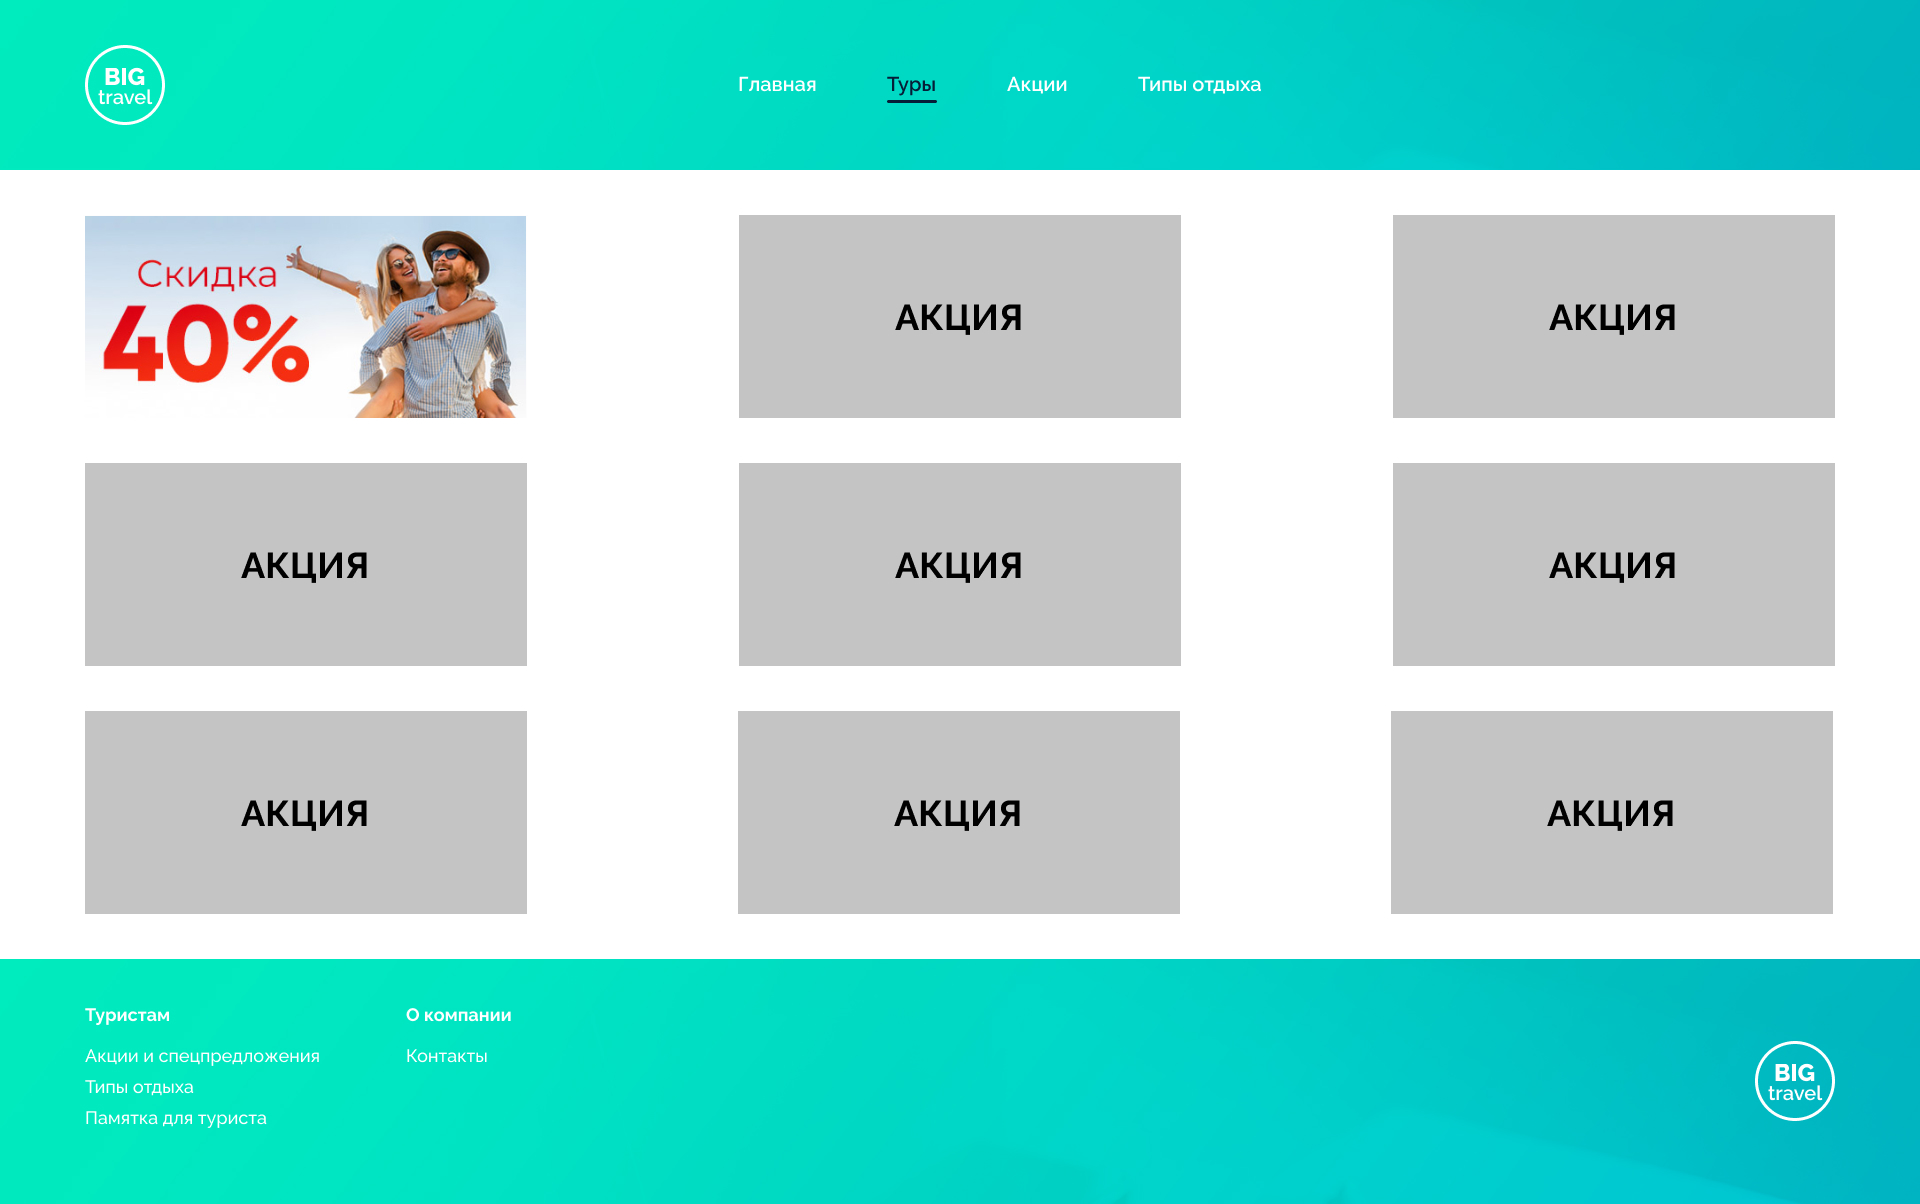 BIG
travel
Главная
Туры
Акции
Типы отдыха
Скидка
40%
АКЦИЯ
АКЦИЯ
АКЦИЯ
АКЦИЯ
АКЦИЯ
АКЦИЯ
АКЦИЯ
АКЦИЯ
Туристам
Акции и спецпредложения
Типы отдыха
Памятка для туриста
О компании
Контакты
BIG
travel